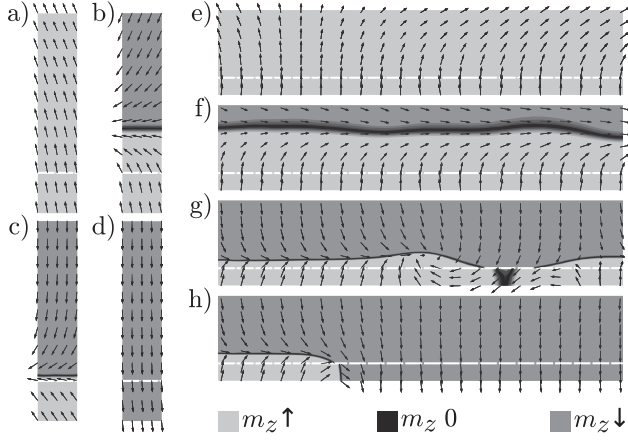 a)
b)
c)
d)
e)
f)
g)
h)
m_z ↑
m_z 0
m_z ↓